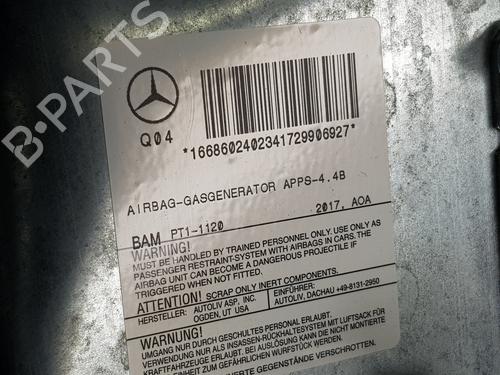 B-PARTS
Q04
*1668602402341729906927*
AIRBAG-GASGENERATOR APPS-4.4B
BAM PT1-1120 2017, AOA
WARNING!
MUST BE HANDLED BY TRAINED PERSONNEL ONLY. USE ONLY
PASSENGER RESTRAINT-SYSTEM WITH AIRBAGS IN CARS. THE
AIRBAG UNIT CAN BECOME A DANGEROUS PROJECTILE IF
TRIGGERED WHEN NOT FITTED.
ATTENTION! SCRAP ONLY INERT COMPONENTS.
HERSTELLER: AUTOLIV ASP, INC. EINFÜHRER:
OGDEN, UT USA AUTOLIV, DACHAU +49-8131-2950
WARNUNG!
UMGANG NUR DURCH GESCHULTES PERSONAL ERLAUBT.
VERWENDUNG NUR ALS INSASSEN-RÜCKHALTESYSTEM MIT LUFTSACK FÜR
KRAFTFAHRZEUGE ERLAUBT. BEI AUSLÖSUNG KANN DIE NICHT MONTIERTE
EINHEIT ZUM GEFÄHRLICHEN WURFSTÜCK WERDEN.
GEREINIGTE GEGENSTÄNDE VERSCHROTTEN.